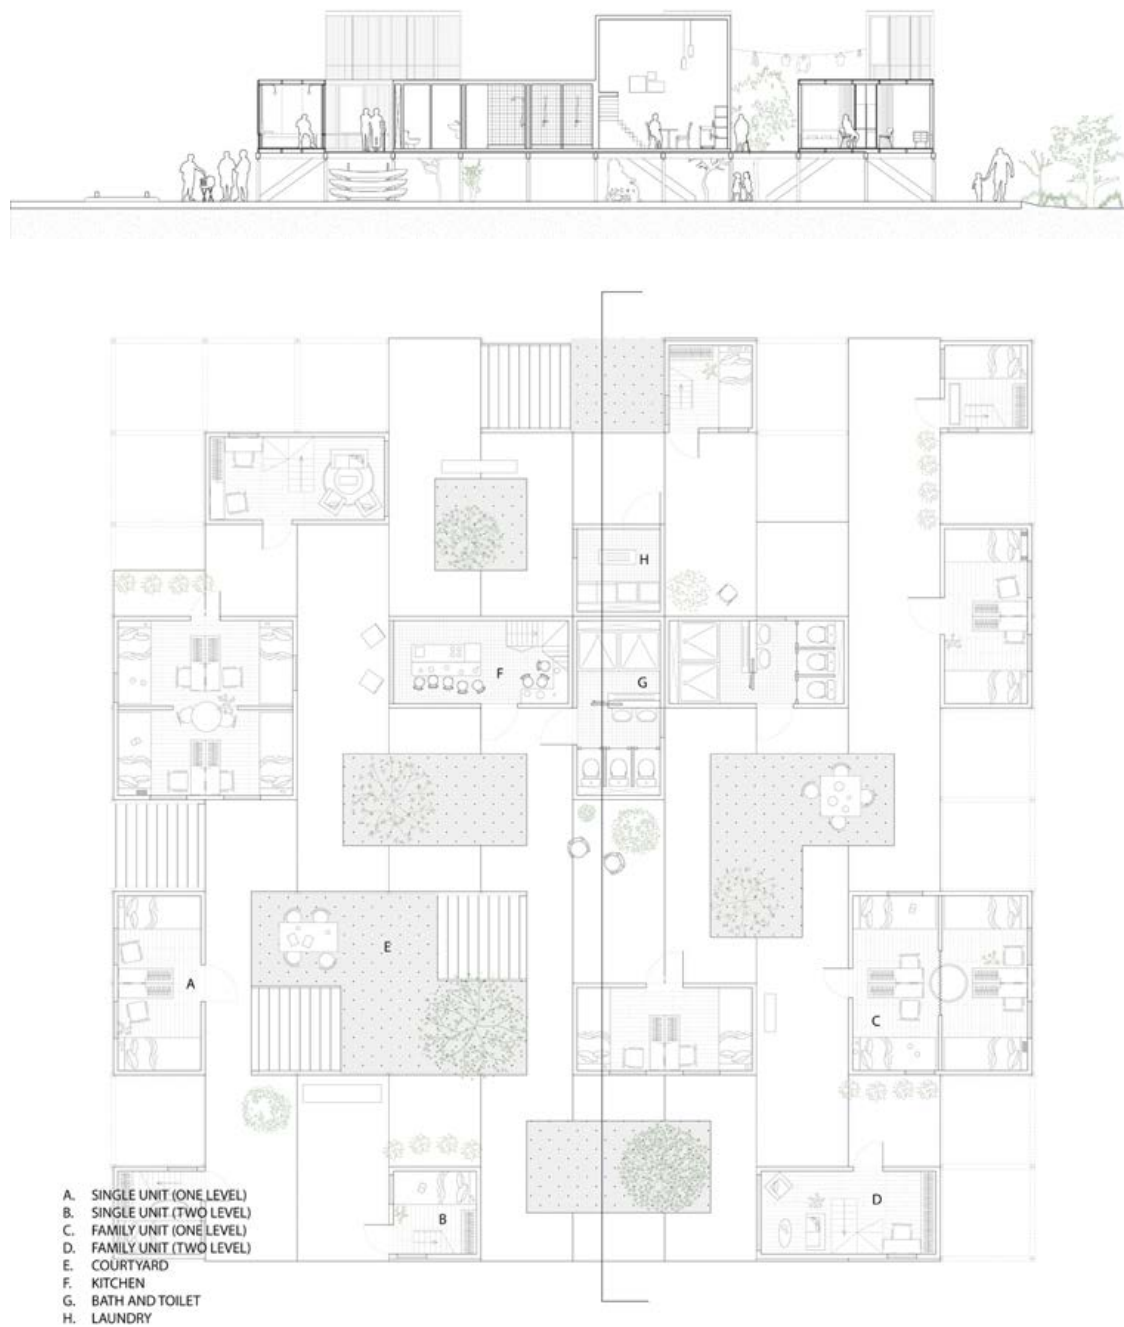 H
F
G
E
A
C
B
D
A. SINGLE UNIT (ONE LEVEL)
B. SINGLE UNIT (TWO LEVEL)
C. FAMILY UNIT (ONE LEVEL)
D. FAMILY UNIT (TWO LEVEL)
E. COURTYARD
F. KITCHEN
G. BATH AND TOILET
H. LAUNDRY